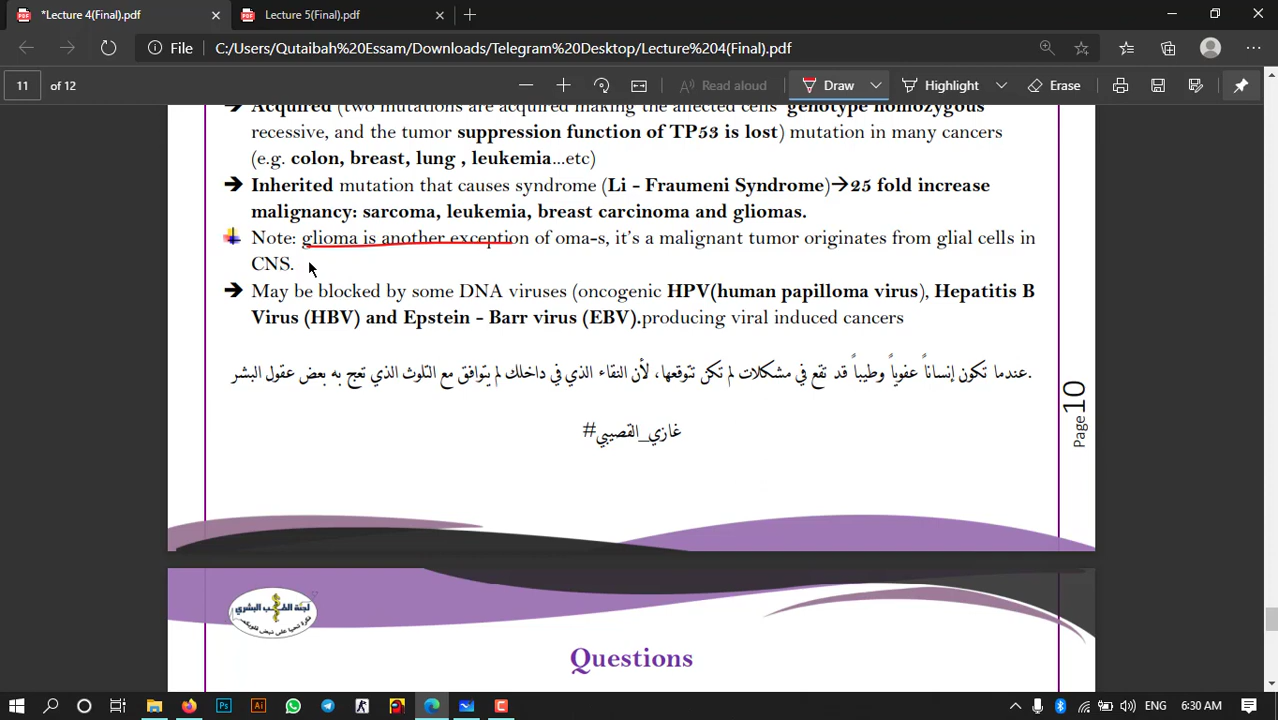 *Lecture 4(Final).pdf
Lecture 5(Final).pdf
File
C:/Users/Qutaibah%20Essam/Downloads/Telegram%20Desktop/Lecture%204(Final).pdf
11 of 12
Read aloud
Draw
Highlight
Erase
Acquired (two mutations are acquired making the affected cells' genotype homozygous
recessive, and the tumor suppression function of TP53 is lost) mutation in many cancers
(e.g. colon, breast, lung , leukemia...etc)
Inherited mutation that causes syndrome (Li - Fraumeni Syndrome)→25 fold increase
malignancy: sarcoma, leukemia, breast carcinoma and gliomas.
Note: glioma is another exception of oma-s, it's a malignant tumor originates from glial cells in
CNS.
May be blocked by some DNA viruses (oncogenic HPV(human papilloma virus), Hepatitis B
Virus (HBV) and Epstein - Barr virus (EBV).producing viral induced cancers
عندما تكون إنساناً عفوياً وطيباً قد تقع في مشكلات لم تكن تتوقعها، لأن النقاء الذي في داخلك لم يتوافق مع التلوث الذي تعج به بعض عقول البشر.
#غازي_القصيبي
Page10
لجنة الطب البشري
Questions
Ps
Ai
ENG
6:30 AM